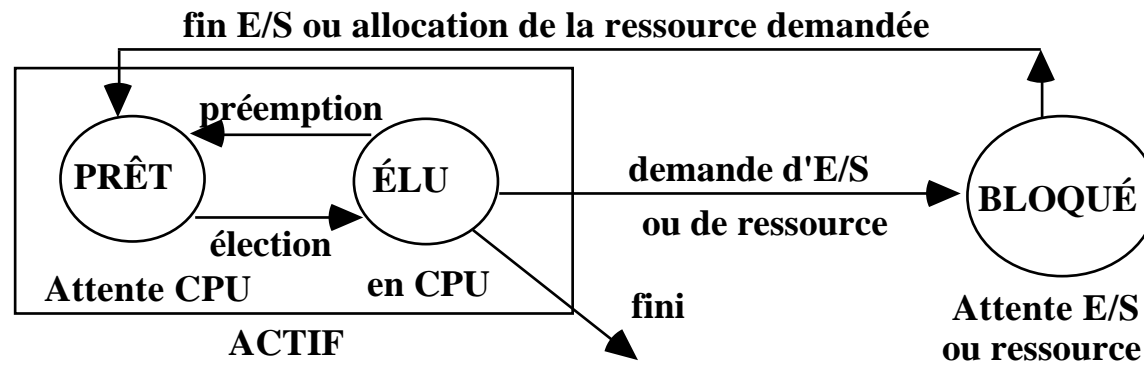 fin E/S ou allocation de la ressource demandée
préemption
PRÊT
ÉLU
demande d'E/S
BLOQUÉ
ou de ressource
élection
Attente CPU
en CPU
fini
Attente E/S
ou ressource
ACTIF